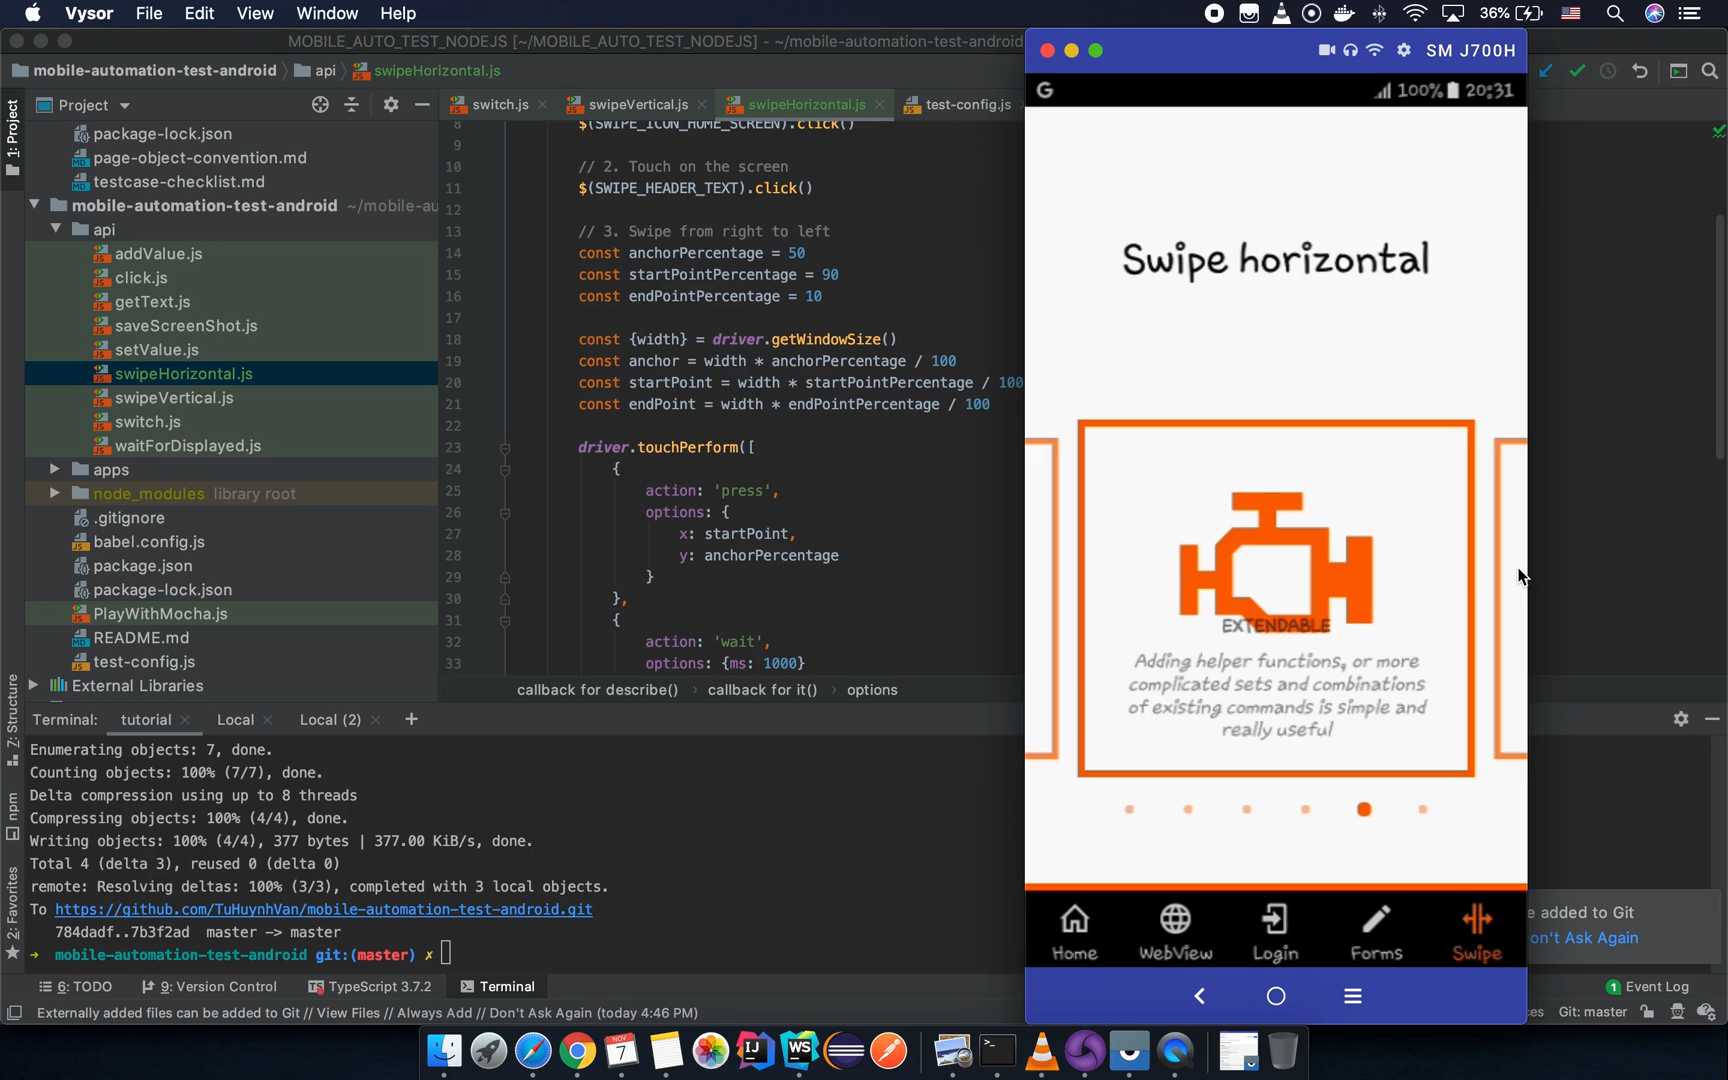 Vysor File Edit View Window Help
36%
MOBILE_AUTO_TEST_NODEJS [~/MOBILE_AUTO_TEST_NODEJS] - ~/mobile-automation-test-android
mobile-automation-test-android
api
swipeHorizontal.js
1: Project
7: Structure
npm
2: Favorites
Project
package-lock.json
page-object-convention.md
testcase-checklist.md
mobile-automation-test-android ~/mobile-au
api
addValue.js
click.js
getText.js
saveScreenShot.js
setValue.js
swipeHorizontal.js
swipeVertical.js
switch.js
waitForDisplayed.js
apps
node_modules library root
.gitignore
babel.config.js
package.json
package-lock.json
PlayWithMocha.js
README.md
test-config.js
External Libraries
switch.js
swipeVertical.js
swipeHorizontal.js
test-config.js
8 $(SWIPE_ICON_HOME_SCREEN).click()
9
10 // 2. Touch on the screen
11 $(SWIPE_HEADER_TEXT).click()
12
13 // 3. Swipe from right to left
14 const anchorPercentage = 50
15 const startPointPercentage = 90
16 const endPointPercentage = 10
17
18 const {width} = driver.getWindowSize()
19 const anchor = width * anchorPercentage / 100
20 const startPoint = width * startPointPercentage / 100
21 const endPoint = width * endPointPercentage / 100
22
23 driver.touchPerform([
24 {
25 action: 'press',
26 options: {
27 x: startPoint,
28 y: anchorPercentage
29 }
30 },
31 {
32 action: 'wait',
33 options: {ms: 1000}
callback for describe() › callback for it() › options
Terminal: tutorial Local Local (2) +
Enumerating objects: 7, done.
Counting objects: 100% (7/7), done.
Delta compression using up to 8 threads
Compressing objects: 100% (4/4), done.
Writing objects: 100% (4/4), 377 bytes | 377.00 KiB/s, done.
Total 4 (delta 3), reused 0 (delta 0)
remote: Resolving deltas: 100% (3/3), completed with 3 local objects.
To https://github.com/TuHuynhVan/mobile-automation-test-android.git
784dadf..7b3f2ad master -> master
→ mobile-automation-test-android git:(master) ✗
6: TODO
9: Version Control
TypeScript 3.7.2
Terminal
Externally added files can be added to Git // View Files // Always Add // Don't Ask Again (today 4:46 PM)
SM J700H
G
100% 20:31
Swipe horizontal
EXTENDABLE
Adding helper functions, or more
complicated sets and combinations
of existing commands is simple and
really useful
Home
WebView
Login
Forms
Swipe
e added to Git
on't Ask Again
1 Event Log
ces Git: master
NOV
7
IJ
WS